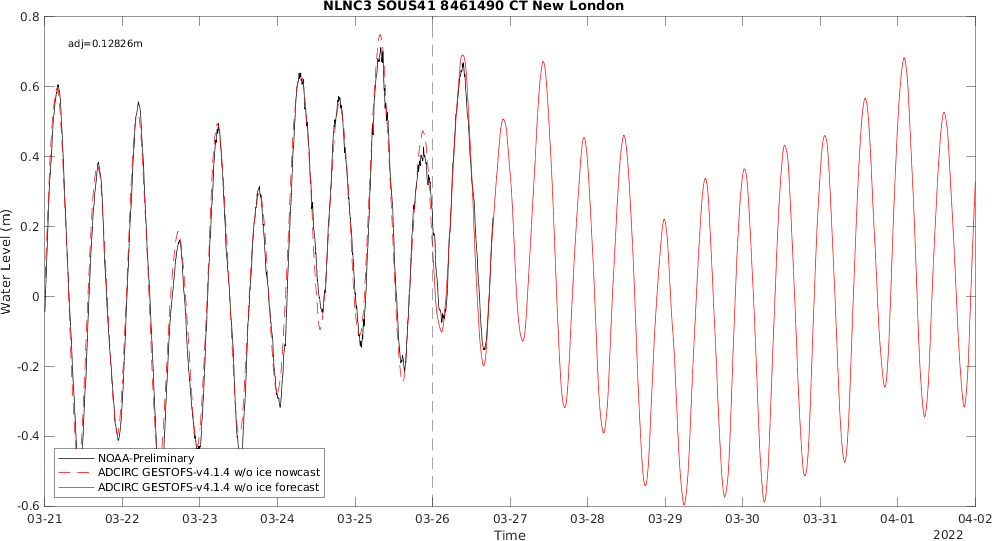 NLNC3 SOUS41 8461490 CT New London
adj=0.12826m
0.8
0.6
0.4
0.2
0
-0.2
-0.4
-0.6
Water Level (m)
NOAA-Preliminary
ADCIRC GESTOFS-v4.1.4 w/o ice nowcast
ADCIRC GESTOFS-v4.1.4 w/o ice forecast
03-21 03-22 03-23 03-24 03-25 03-26 03-27 03-28 03-29 03-30 03-31 04-01 04-02
Time
2022